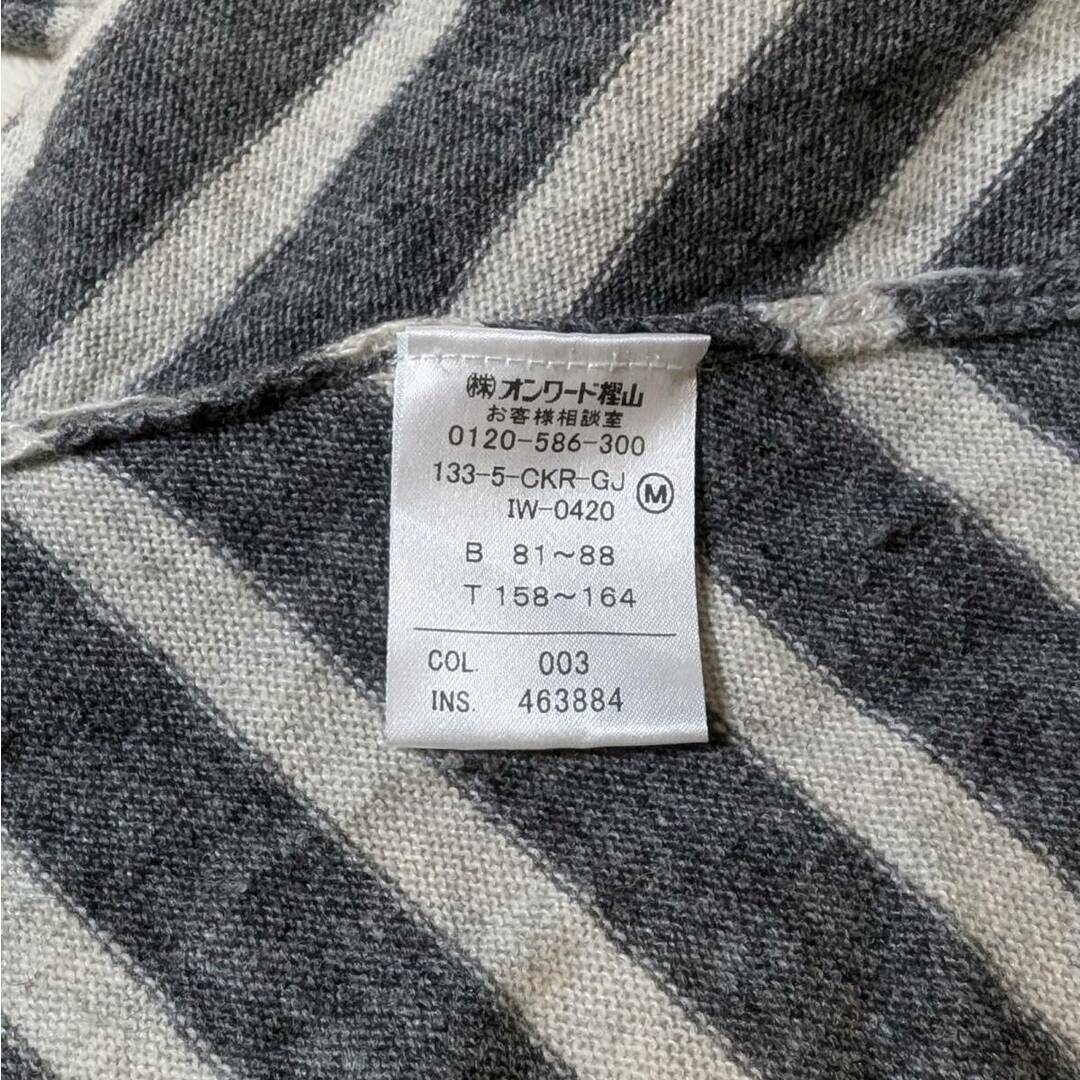 ㈱オンワード樫山
お客様相談室
0120-586-300
133-5-CKR-GJ Ⓜ
IW-0420
B 81〜88
T 158〜164
COL. 003
INS. 463884